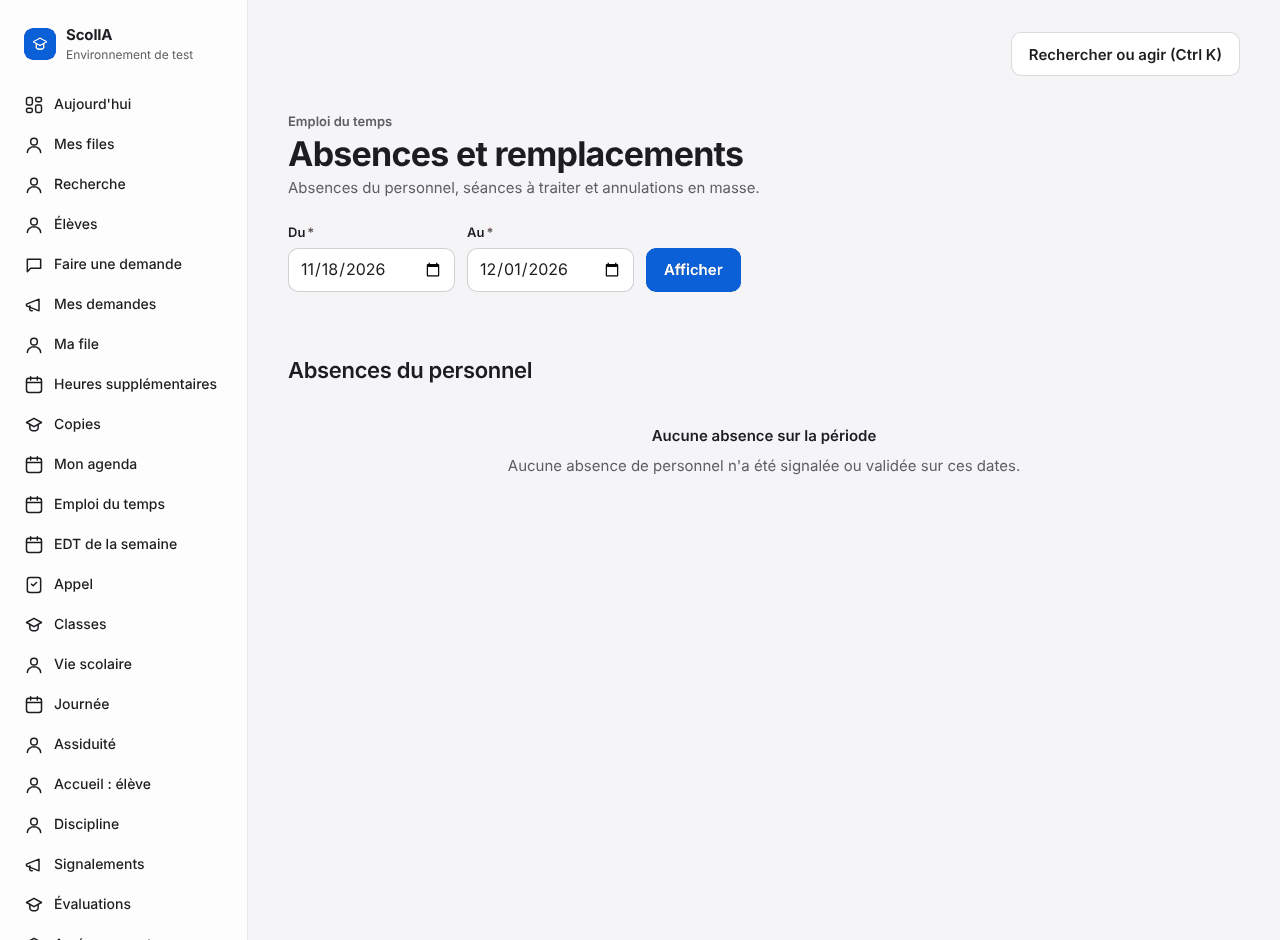 ScolIA
Environnement de test
Aujourd'hui
Mes files
Recherche
Élèves
Faire une demande
Mes demandes
Ma file
Heures supplémentaires
Copies
Mon agenda
Emploi du temps
EDT de la semaine
Appel
Classes
Vie scolaire
Journée
Assiduité
Accueil : élève
Discipline
Signalements
Évaluations
Rechercher ou agir (Ctrl K)
Emploi du temps
Absences et remplacements
Absences du personnel, séances à traiter et annulations en masse.
Du *
Au *
11/18/2026
12/01/2026
Afficher
Absences du personnel
Aucune absence sur la période
Aucune absence de personnel n'a été signalée ou validée sur ces dates.